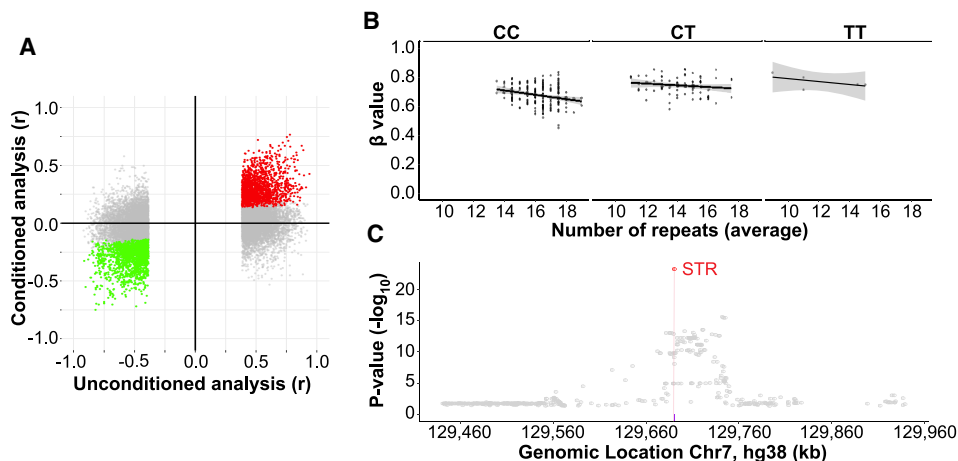 A
Conditioned analysis (r)
1.0
0.5
0.0
-0.5
-1.0
-1.0 -0.5 0.0 0.5 1.0
Unconditioned analysis (r)
B
CC CT TT
β value
1.0
0.8
0.6
0.4
0.2
0.0
10 12 14 16 18 10 12 14 16 18 10 12 14 16 18
Number of repeats (average)
C
STR
P-value (-log10)
20
15
10
5
0
129,460 129,560 129,660 129,760 129,860 129,960
Genomic Location Chr7, hg38 (kb)